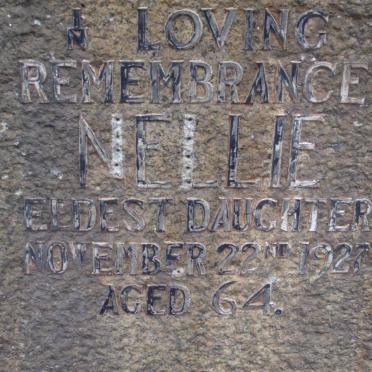 IN LOVING
REMEMBRANCE
NELLIE
ELDEST DAUGHTER
NOVEMBER 22ND 1927
AGED 64.